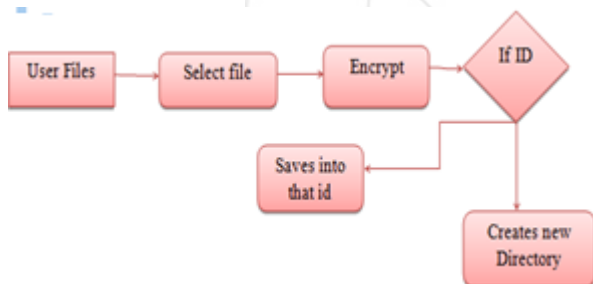 User Files
Select file
Encrypt
If ID
Saves into
that id
Creates new
Directory